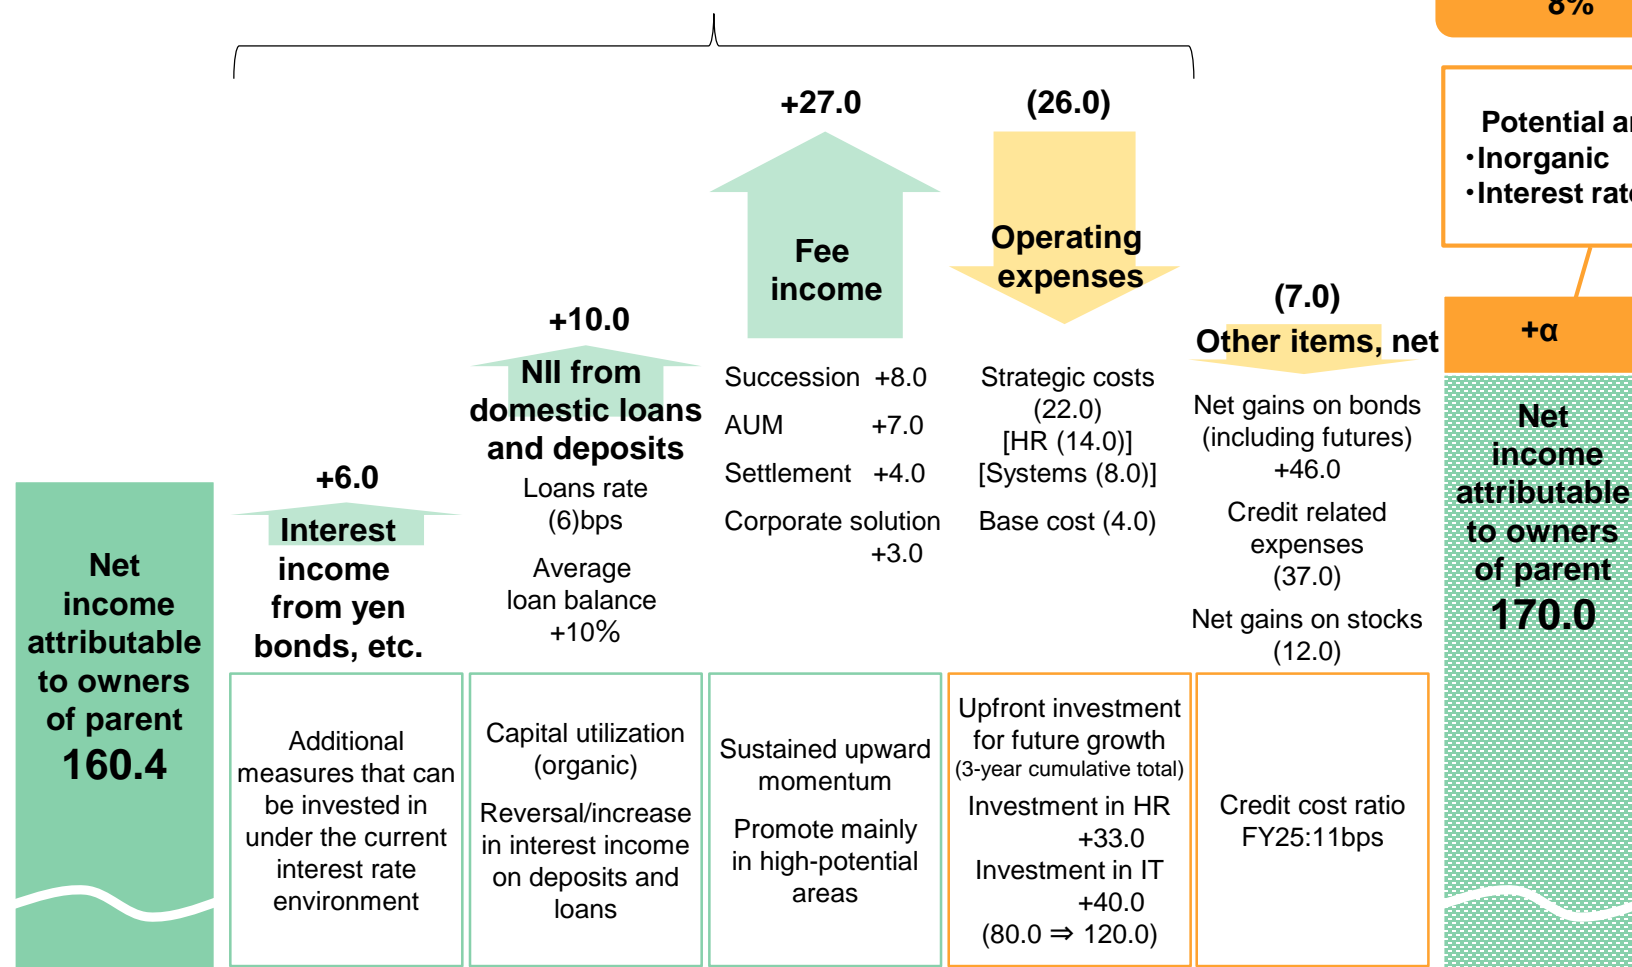 8%
Potential
・Inorganic
・Interest
+27.0
(26.0)
Fee
income
Operating
expenses
(7.0)
Other items, net
+α
+10.0
NII from
domestic loans
and deposits
Loans rate
(6)bps
Average
loan balance
+10%
Succession +8.0
AUM +7.0
Settlement +4.0
Corporate solution
+3.0
Strategic costs
(22.0)
[HR (14.0)]
[Systems (8.0)]
Base cost (4.0)
Net gains on bonds
(including futures)
+46.0
Credit related
expenses
(37.0)
Net gains on stocks
(12.0)
+6.0
Interest
income
from yen
bonds, etc.
Net
income
attributable
to owners
of parent
160.4
Net
income
attributable
to owners
of parent
170.0
Additional
measures that can
be invested in
under the current
interest rate
environment
Capital utilization
(organic)
Reversal/increase
in interest income
on deposits and
loans
Sustained upward
momentum
Promote mainly
in high-potential
areas
Upfront investment
for future growth
(3-year cumulative total)
Investment in HR
+33.0
Investment in IT
+40.0
(80.0 ⇒ 120.0)
Credit cost ratio
FY25:11bps